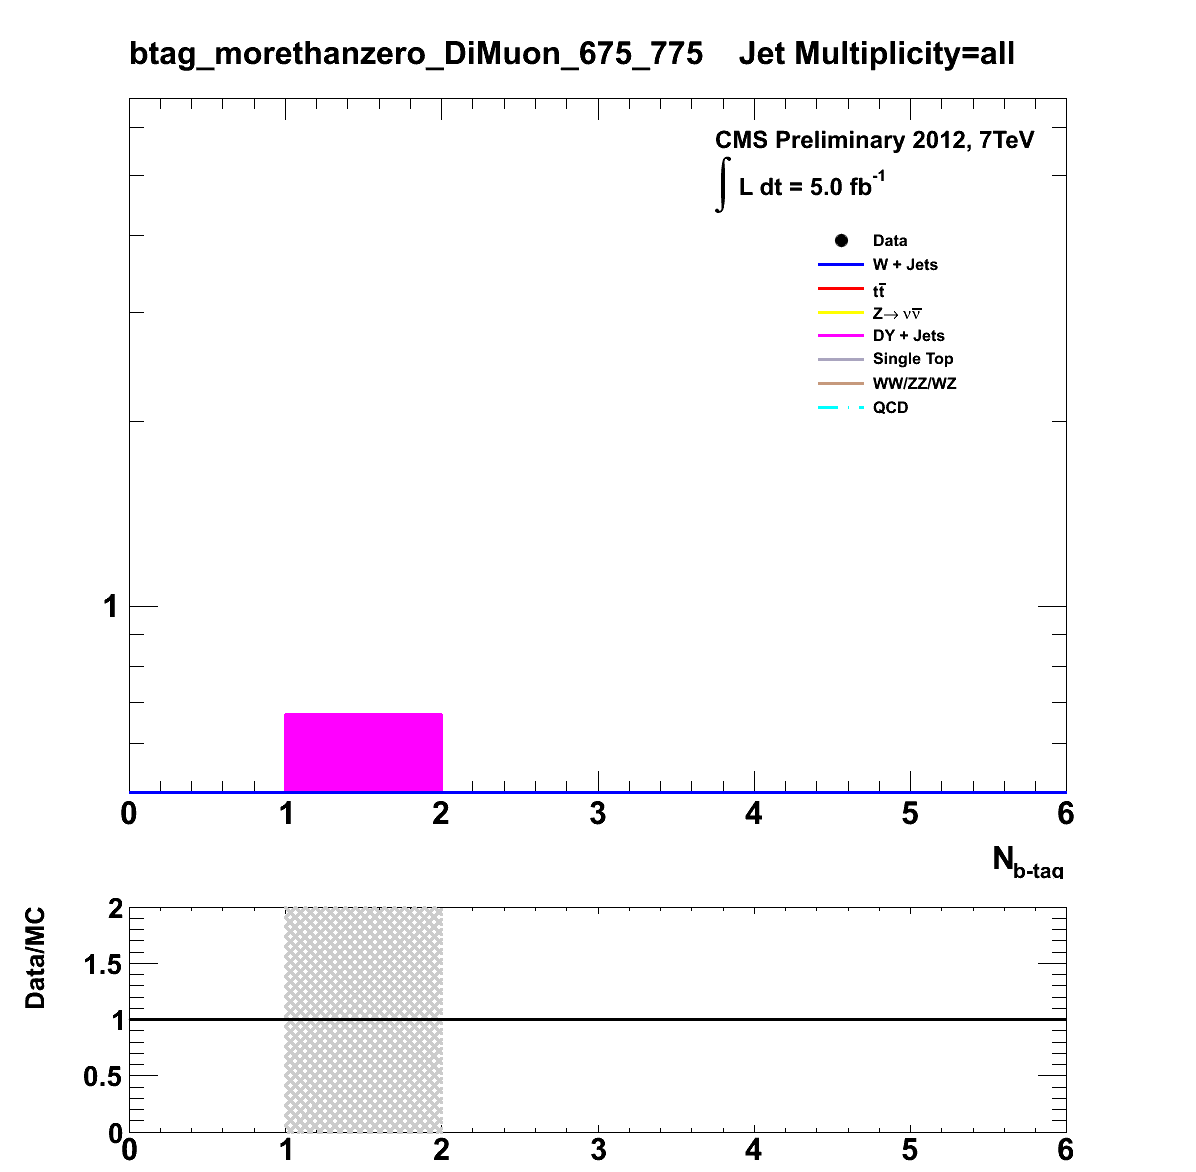 btag_morethanzero_DiMuon_675_775 Jet Multiplicity=all
CMS Preliminary 2012, 7TeV
∫ L dt = 5.0 fb⁻¹
Data
W + Jets
tt̅
Z→ νν̅
DY + Jets
Single Top
WW/ZZ/WZ
QCD
1
0 1 2 3 4 5 6
N_b-tag
Data/MC
2
1.5
1
0.5
0
0 1 2 3 4 5 6